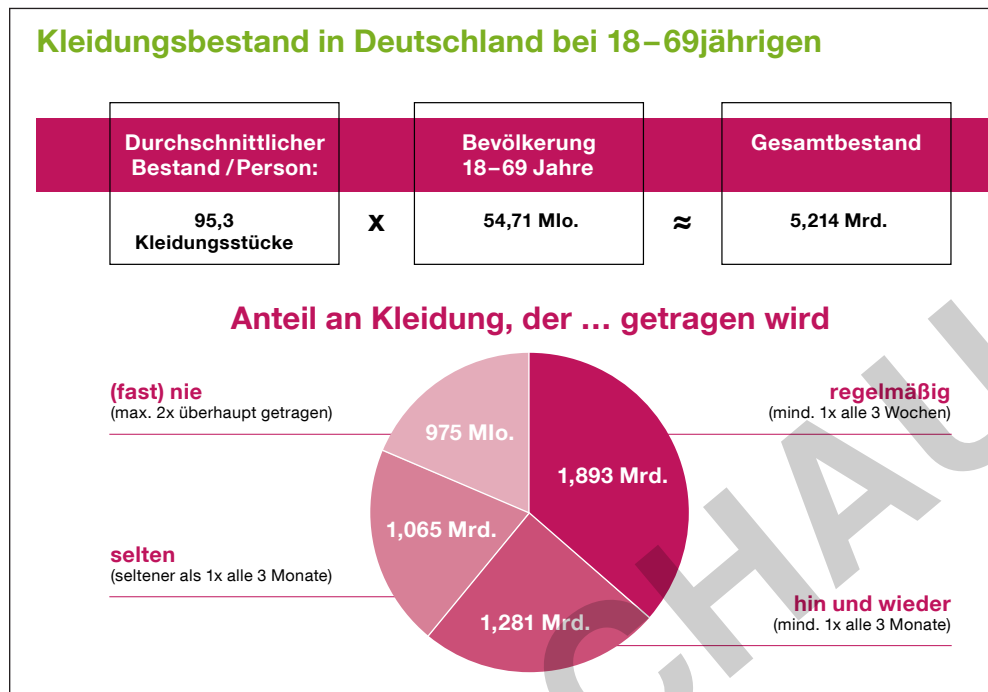 Kleidungsbestand in Deutschland bei 18–69jährigen
Durchschnittlicher
Bestand / Person:
Bevölkerung
18–69 Jahre
Gesamtbestand
95,3
Kleidungsstücke
x
54,71 Mlo.
≈
5,214 Mrd.
Anteil an Kleidung, der ... getragen wird
(fast) nie
(max. 2x überhaupt getragen)
regelmäßig
(mind. 1x alle 3 Wochen)
975 Mlo.
1,893 Mrd.
1,065 Mrd.
selten
(seltener als 1x alle 3 Monate)
hin und wieder
(mind. 1x alle 3 Monate)
1,281 Mrd.
CHAU